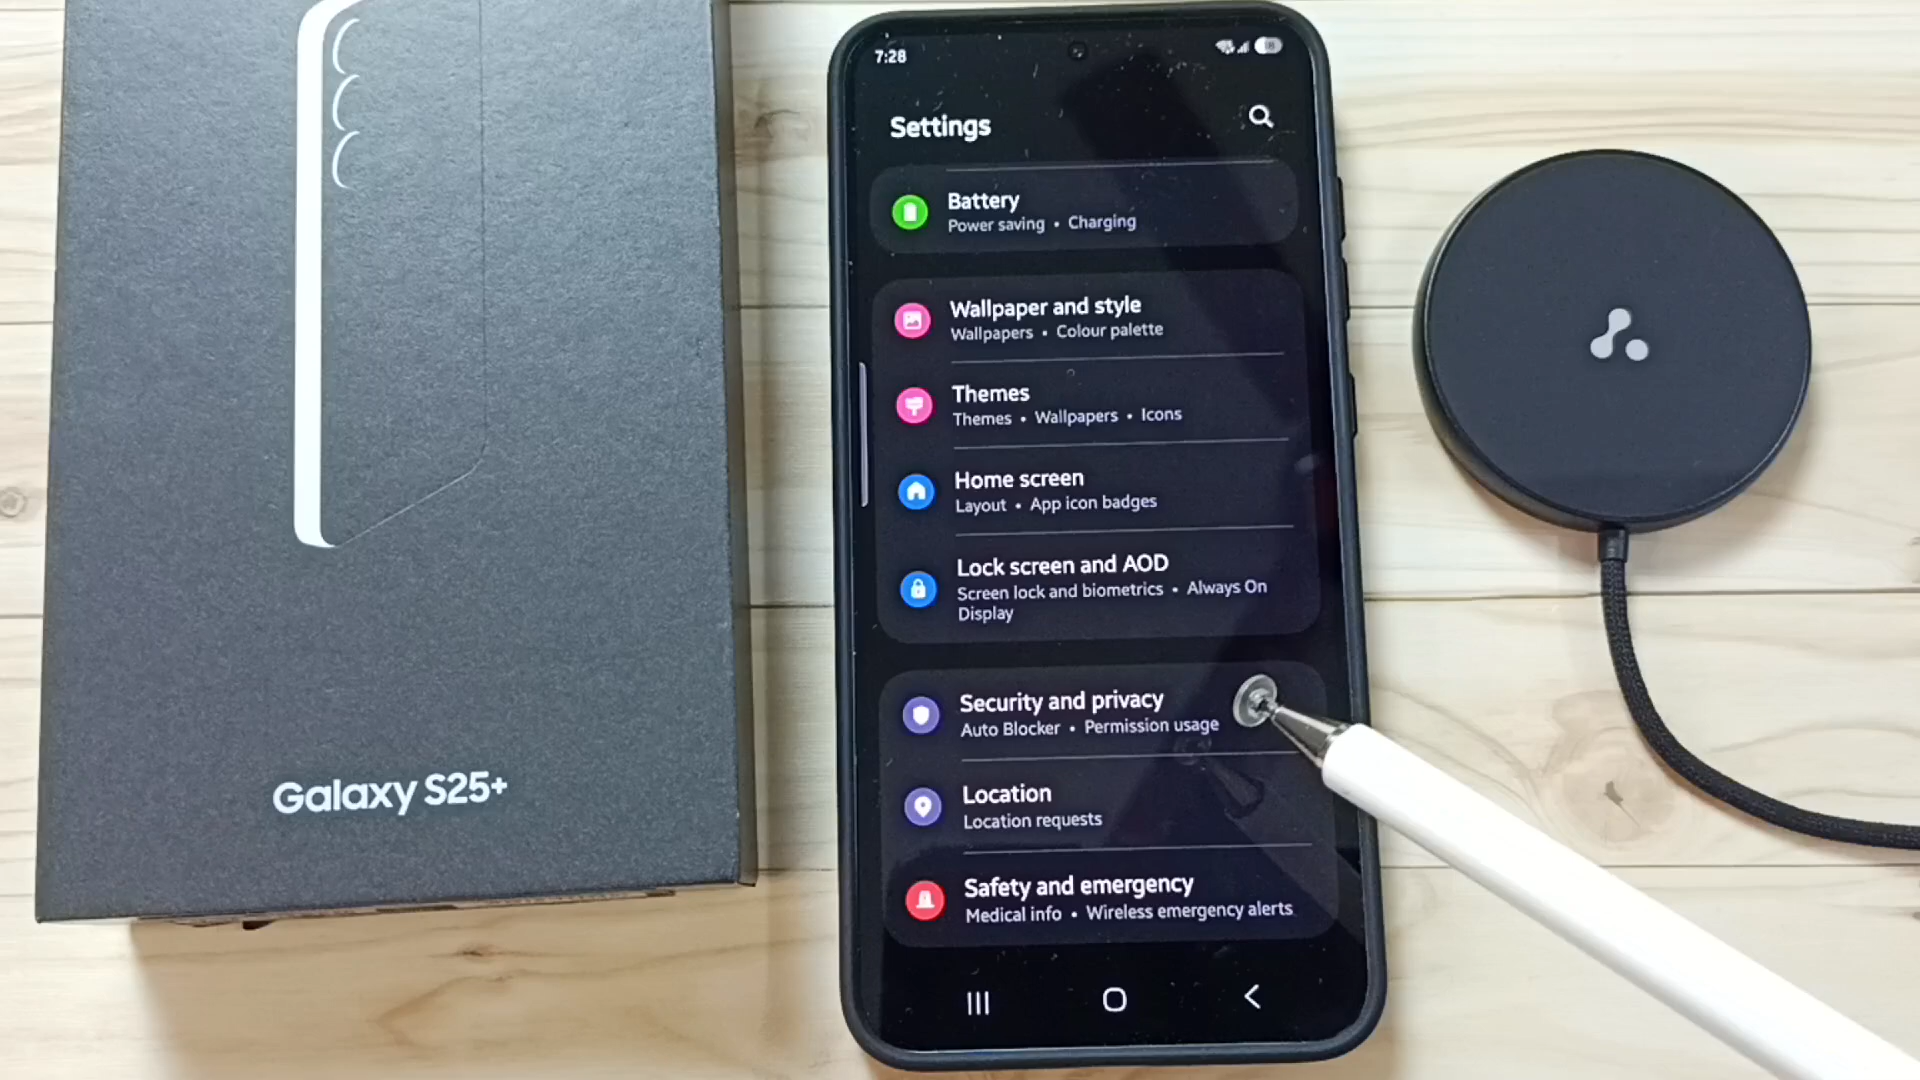 Galaxy S25+
7:28
Settings
Battery
Power saving • Charging
Wallpaper and style
Wallpapers • Colour palette
Themes
Themes • Wallpapers • Icons
Home screen
Layout • App icon badges
Lock screen and AOD
Screen lock and biometrics • Always On
Display
Security and privacy
Auto Blocker • Permission usage
Location
Location requests
Safety and emergency
Medical info • Wireless emergency alerts